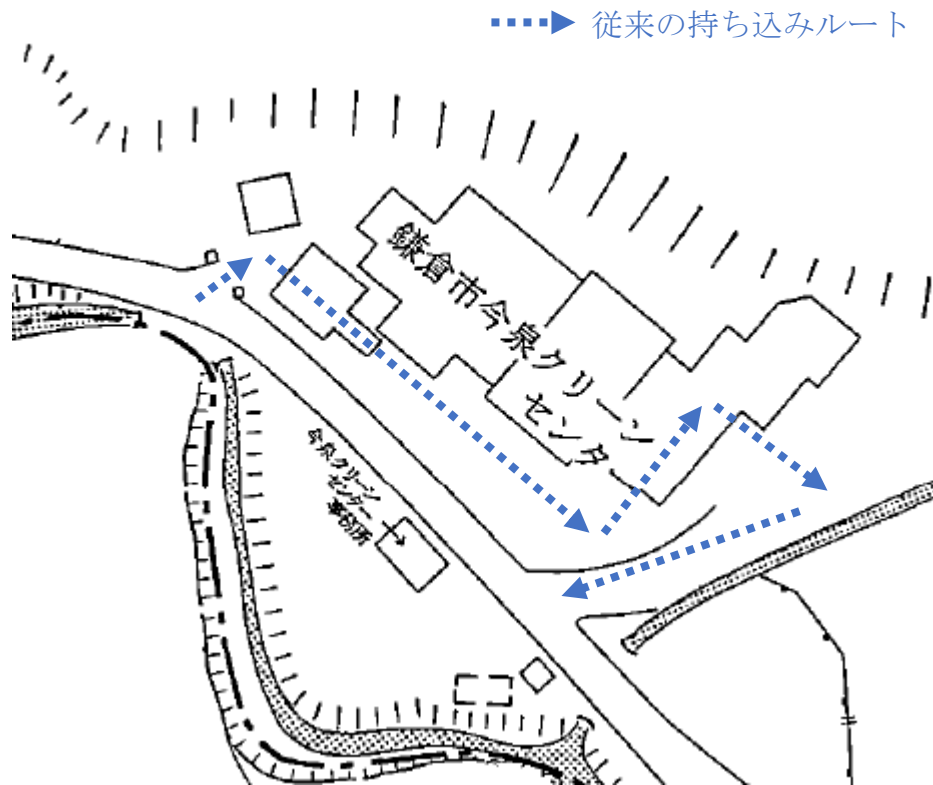 従来の持ち込みルート
鎌倉市今泉クリーン
センター
今泉クリーン
センター
事務所